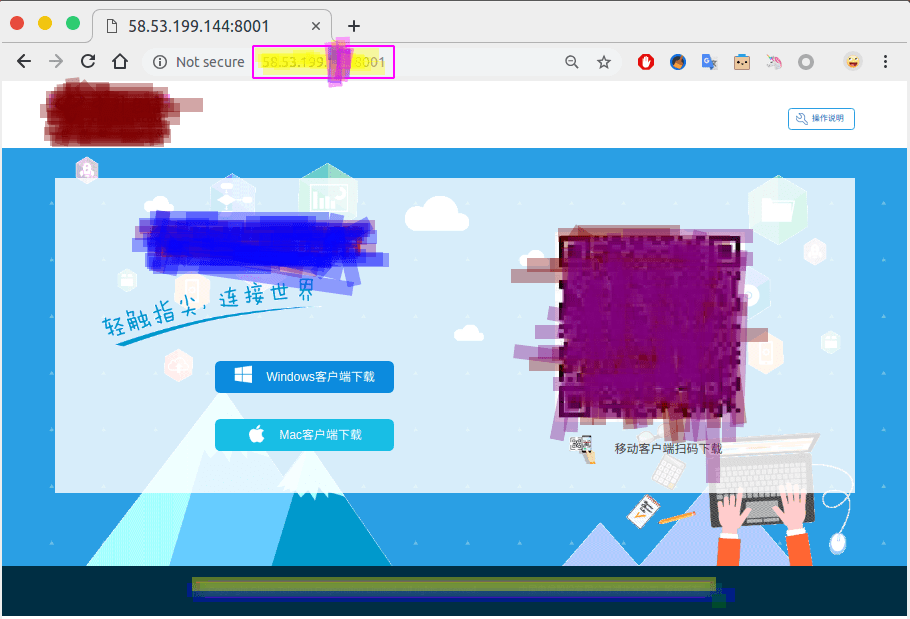 58.53.199.144:8001
Not secure
58.53.199.144:8001
操作说明
轻触指尖,连接世界
Windows客户端下载
Mac客户端下载
移动客户端扫码下载